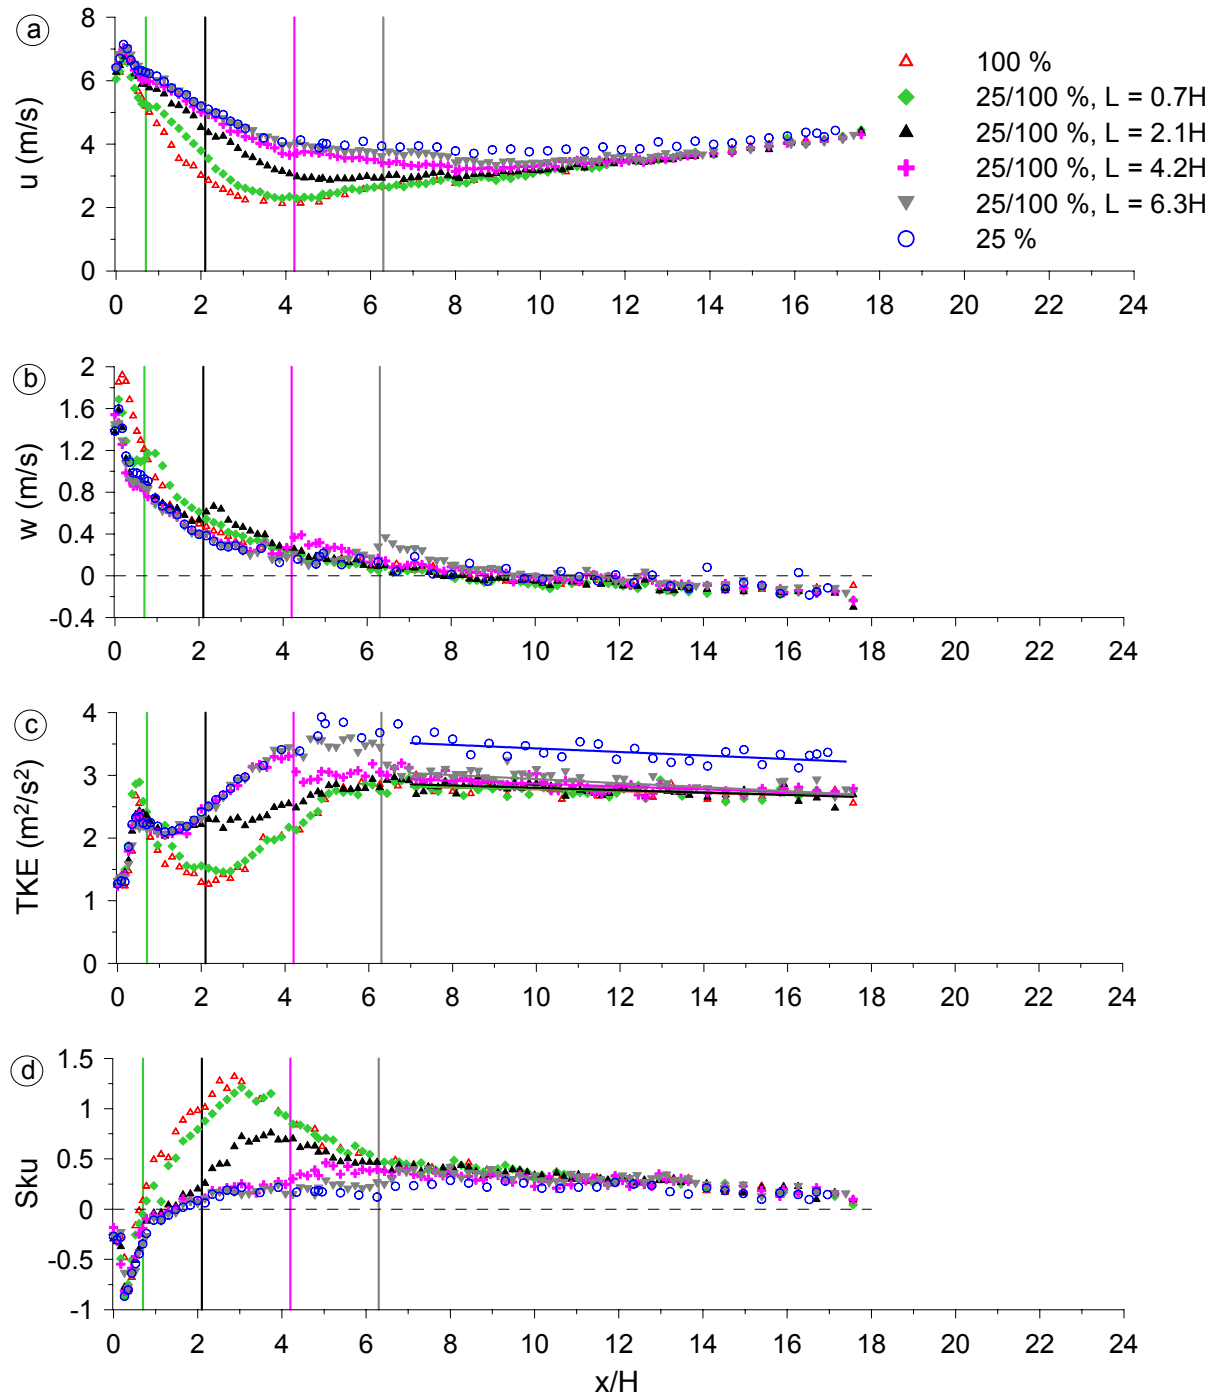 a
8
6
4
2
0
u (m/s)
0 2 4 6 8 10 12 14 16 18 20 22 24
100 %
25/100 %, L = 0.7H
25/100 %, L = 2.1H
25/100 %, L = 4.2H
25/100 %, L = 6.3H
25 %
b
2
1.6
1.2
0.8
0.4
0
-0.4
w (m/s)
0 2 4 6 8 10 12 14 16 18 20 22 24
c
4
3
2
1
0
TKE (m²/s²)
0 2 4 6 8 10 12 14 16 18 20 22 24
d
1.5
1
0.5
0
-0.5
-1
Sku
0 2 4 6 8 10 12 14 16 18 20 22 24
x/H